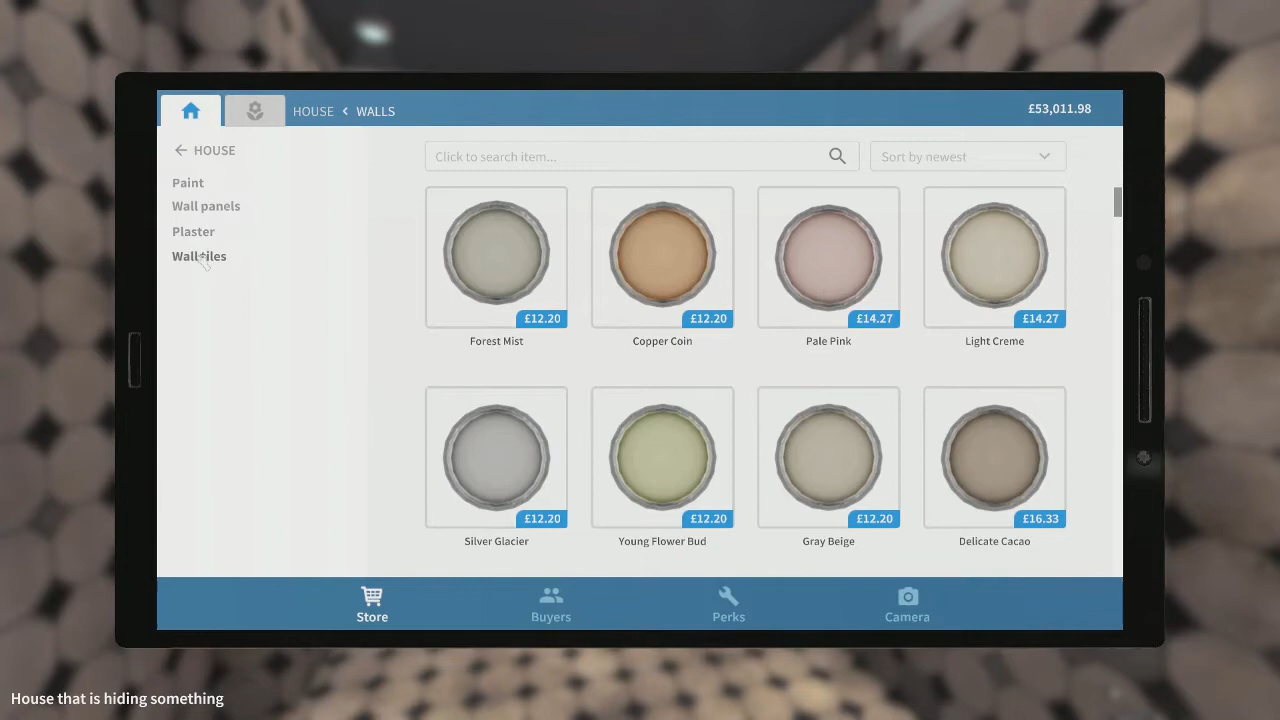 HOUSE < WALLS
£53,011.98
HOUSE
Click to search item...
Sort by newest
Paint
Wall panels
Plaster
Wall tiles
£12.20
£12.20
£14.27
£14.27
Forest Mist
Copper Coin
Pale Pink
Light Creme
£12.20
£12.20
£12.20
£16.33
Silver Glacier
Young Flower Bud
Gray Beige
Delicate Cacao
Store
Buyers
Perks
Camera
House that is hiding something